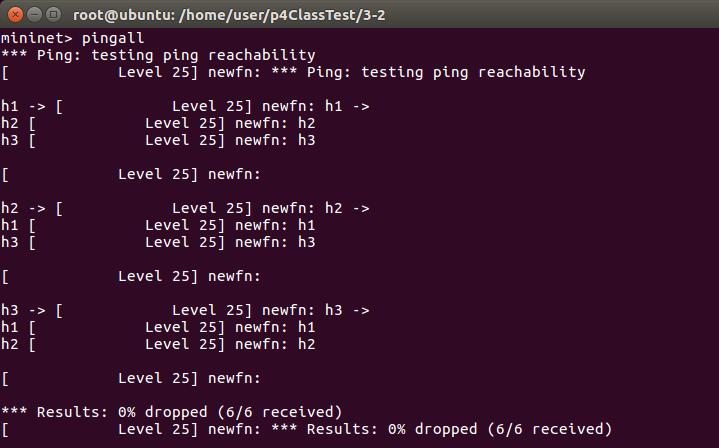 root@ubuntu: /home/user/p4ClassTest/3-2
mininet> pingall
*** Ping: testing ping reachability
[            Level 25] newfn: *** Ping: testing ping reachability
h1 -> [            Level 25] newfn: h1 ->
h2 [            Level 25] newfn: h2
h3 [            Level 25] newfn: h3
[            Level 25] newfn:
h2 -> [            Level 25] newfn: h2 ->
h1 [            Level 25] newfn: h1
h3 [            Level 25] newfn: h3
[            Level 25] newfn:
h3 -> [            Level 25] newfn: h3 ->
h1 [            Level 25] newfn: h1
h2 [            Level 25] newfn: h2
[            Level 25] newfn:
*** Results: 0% dropped (6/6 received)
[            Level 25] newfn: *** Results: 0% dropped (6/6 received)